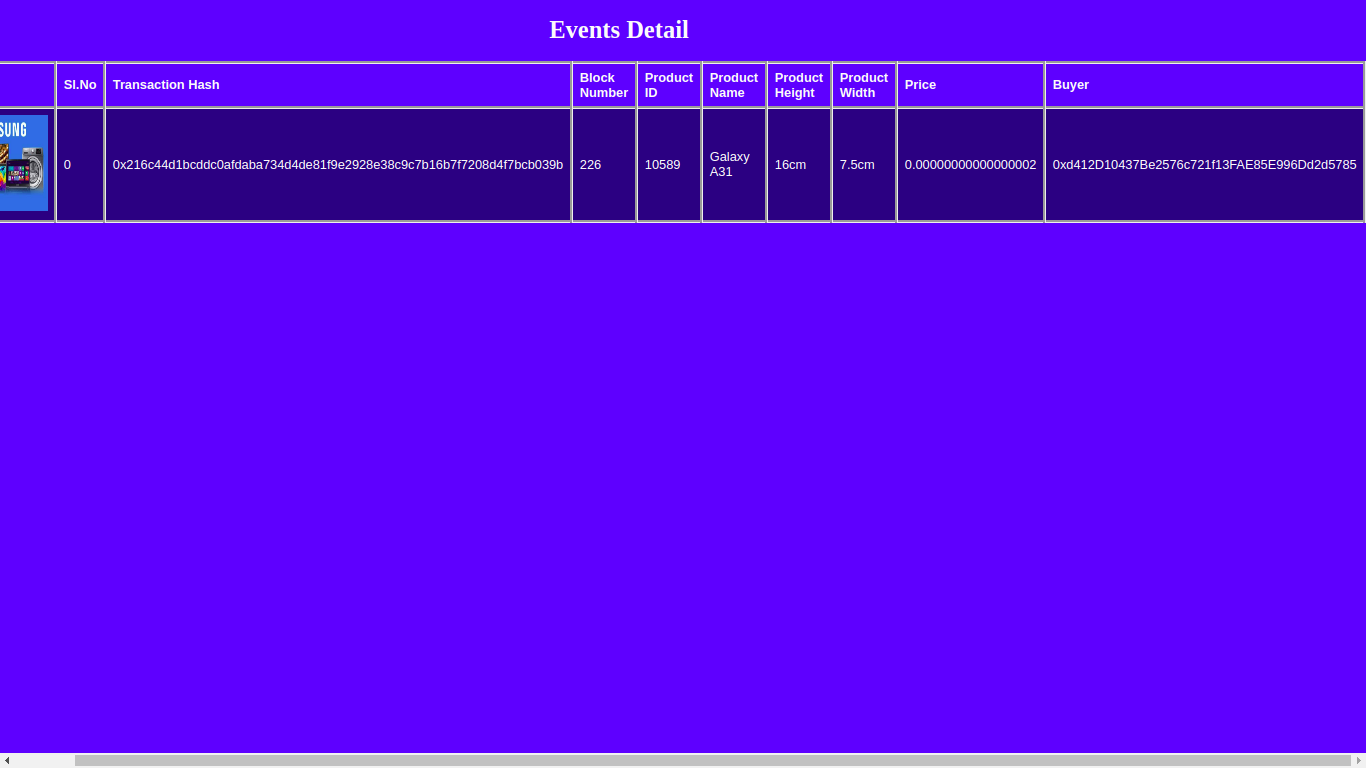 Events Detail
Sl.No Transaction Hash Block Number Product ID Product Name Product Height Product Width Price Buyer
SUNG
0 0x216c44d1bcddc0afdaba734d4de81f9e2928e38c9c7b16b7f7208d4f7bcb039b 226 10589 Galaxy A31 16cm 7.5cm 0.00000000000000002 0xd412D10437Be2576c721f13FAE85E996Dd2d5785